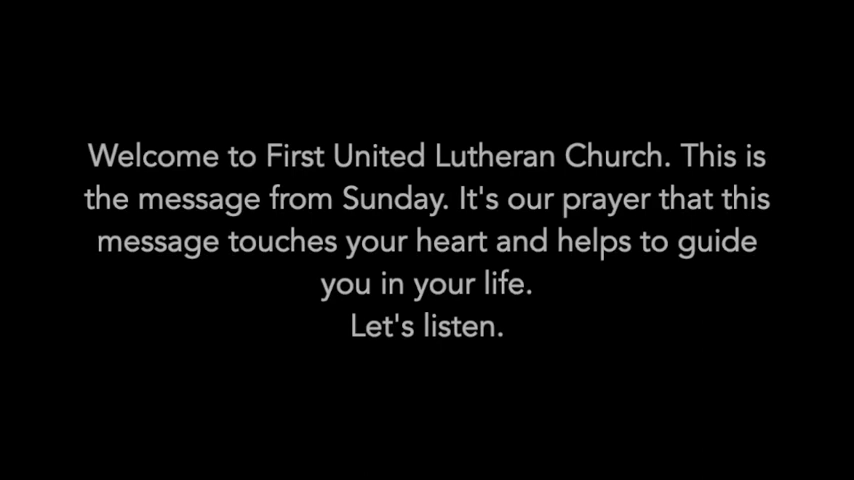 Welcome to First United Lutheran Church. This is
the message from Sunday. It's our prayer that this
message touches your heart and helps to guide
you in your life.
Let's listen.